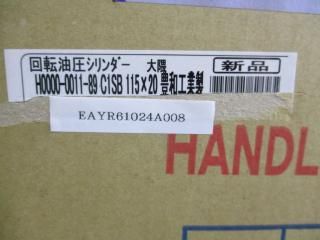 回転油圧シリンダー 大隈 新品
H0000-0011-89 C1SB 115×20 豊和工業製
EAYR61024A008
HANDL